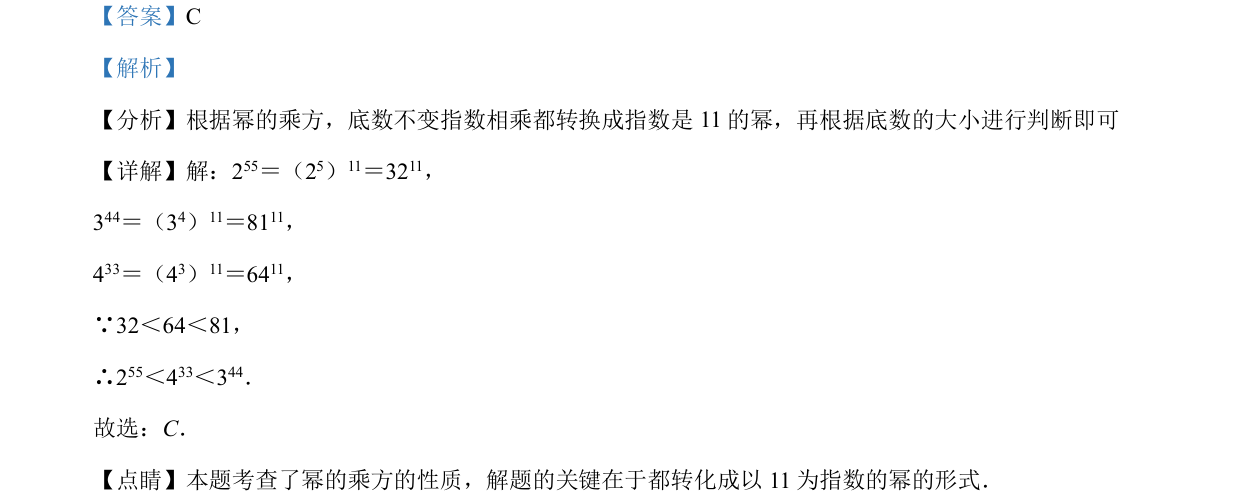 【答案】C
【解析】
【分析】根据幂的乘方，底数不变指数相乘都转换成指数是 11 的幂，再根据底数的大小进行判断即可
【详解】解：2⁵⁵＝（2⁵）¹¹＝32¹¹，
3⁴⁴＝（3⁴）¹¹＝81¹¹，
4³³＝（4³）¹¹＝64¹¹，
∵32＜64＜81，
∴2⁵⁵＜4³³＜3⁴⁴．
故选：C．
【点睛】本题考查了幂的乘方的性质，解题的关键在于都转化成以 11 为指数的幂的形式．